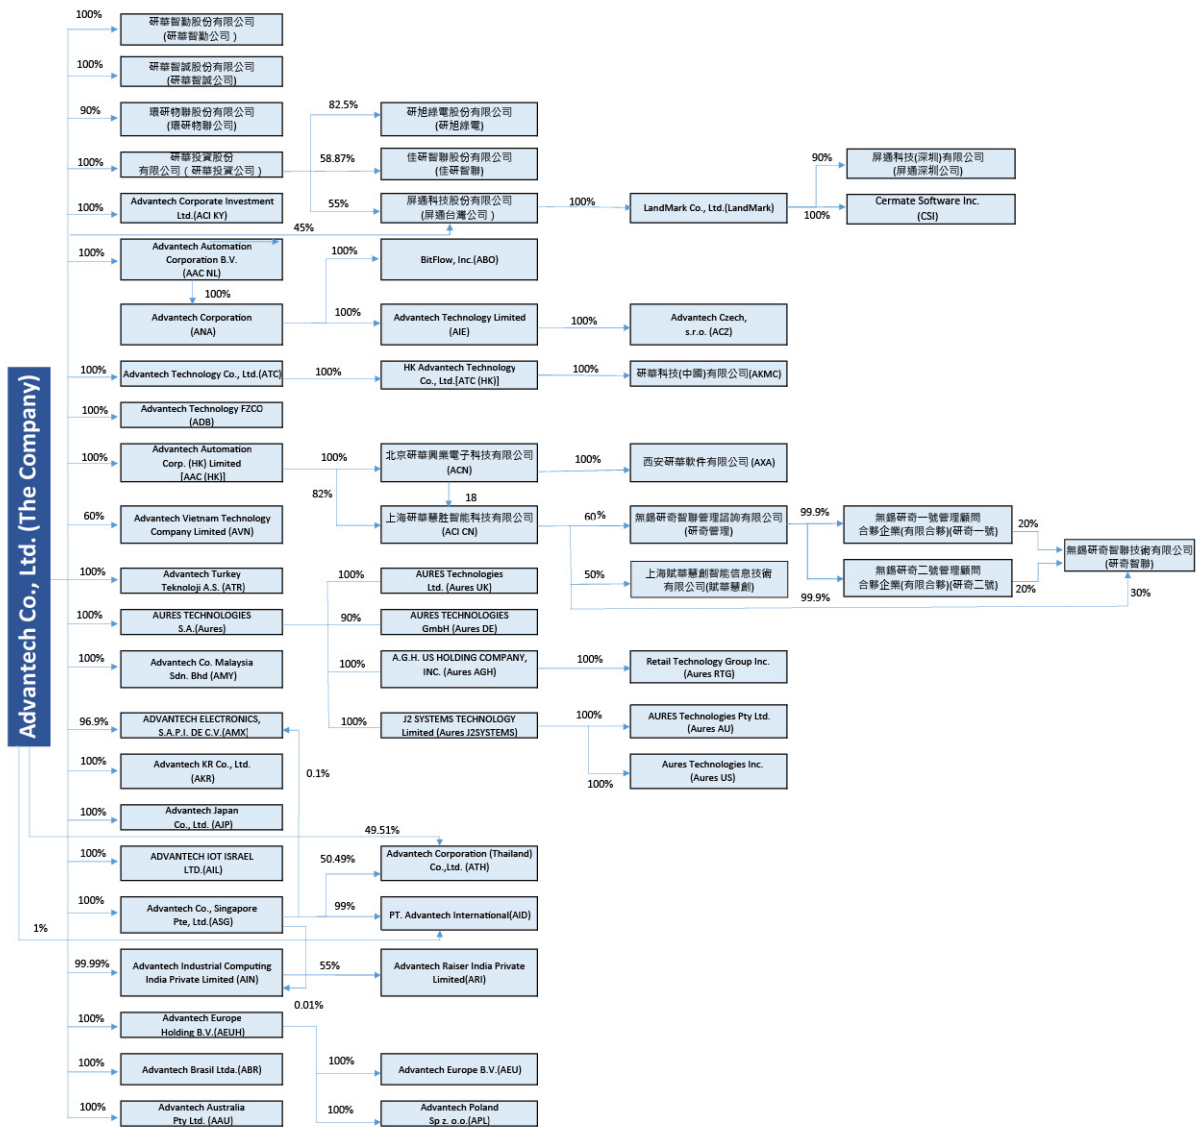 Advantech Co., Ltd. (The Company)
100%
研華智勤股份有限公司
(研華智勤公司 )
100%
研華智誠股份有限公司
(研華智誠公司)
90%
環研物聯股份有限公司
(環研物聯公司)
100%
研華投資股份
有限公司 ( 研華投資公司 )
82.5%
研旭綠電股份有限公司
(研旭綠電)
58.87%
佳研智聯股份有限公司
(佳研智聯)
55%
屏通科技股份有限公司
(屏通台灣公司 )
100%
LandMark Co., Ltd.(LandMark)
90%
屏通科技(深圳)有限公司
(屏通深圳公司)
100%
Cermate Software Inc.
(CSI)
100%
Advantech Corporate Investment
Ltd.(ACI KY)
45%
100%
Advantech Automation
Corporation B.V.
(AAC NL)
100%
Advantech Corporation
(ANA)
100%
BitFlow, Inc.(ABO)
100%
Advantech Technology Limited
(AIE)
100%
Advantech Czech,
s.r.o. (ACZ)
100%
Advantech Technology Co., Ltd.(ATC)
100%
HK Advantech Technology
Co., Ltd.[ATC (HK)]
100%
研華科技(中國)有限公司(AKMC)
100%
Advantech Technology FZCO
(ADB)
100%
Advantech Automation
Corp. (HK) Limited
[AAC (HK)]
100%
北京研華興業電子科技有限公司
(ACN)
100%
西安研華軟件有限公司 (AXA)
82%
18
上海研華慧胜智能科技有限公司
(ACI CN)
60%
無錫研奇智聯管理諮詢有限公司
(研奇管理)
99.9%
無錫研奇一號管理顧問
合夥企業(有限合夥)(研奇一號)
20%
無錫研奇智聯技術有限公司
(研奇智聯)
50%
上海賦華慧創智能信息技術
有限公司(賦華慧創)
無錫研奇二號管理顧問
合夥企業(有限合夥)(研奇二號)
20%
99.9%
30%
60%
Advantech Vietnam Technology
Company Limited (AVN)
100%
Advantech Turkey
Teknoloji A.S. (ATR)
100%
AURES TECHNOLOGIES
S.A.(Aures)
100%
AURES Technologies
Ltd. (Aures UK)
90%
AURES TECHNOLOGIES
GmbH (Aures DE)
100%
A.G.H. US HOLDING COMPANY,
INC. (Aures AGH)
100%
Retail Technology Group Inc.
(Aures RTG)
100%
J2 SYSTEMS TECHNOLOGY
Limited (Aures J2SYSTEMS)
100%
AURES Technologies Pty Ltd.
(Aures AU)
100%
Aures Technologies Inc.
(Aures US)
100%
Advantech Co. Malaysia
Sdn. Bhd (AMY)
96.9%
ADVANTECH ELECTRONICS,
S.A.P.I. DE C.V.(AMX)
0.1%
100%
Advantech KR Co., Ltd.
(AKR)
100%
Advantech Japan
Co., Ltd. (AJP)
49.51%
100%
ADVANTECH IOT ISRAEL
LTD.(AIL)
50.49%
Advantech Corporation (Thailand)
Co.,Ltd. (ATH)
100%
Advantech Co., Singapore
Pte, Ltd.(ASG)
99%
PT. Advantech International(AID)
1%
99.99%
Advantech Industrial Computing
India Private Limited (AIN)
55%
Advantech Raiser India Private
Limited(ARI)
0.01%
100%
Advantech Europe
Holding B.V.(AEUH)
100%
Advantech Europe B.V.(AEU)
100%
Advantech Brasil Ltda.(ABR)
100%
Advantech Poland
Sp z. o.o.(APL)
100%
Advantech Australia
Pty Ltd. (AAU)